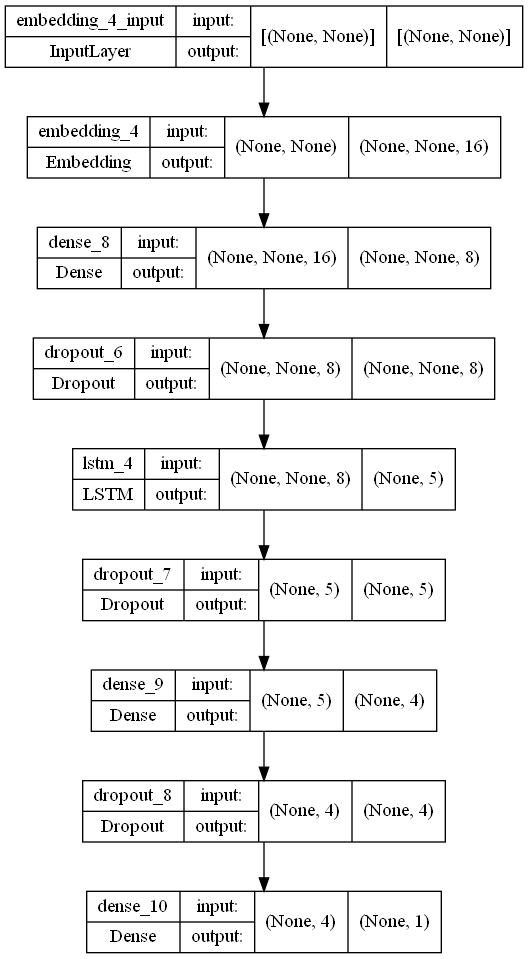 embedding_4_input input: [(None, None)] [(None, None)]
InputLayer output:
embedding_4 input: (None, None) (None, None, 16)
Embedding output:
dense_8 input: (None, None, 16) (None, None, 8)
Dense output:
dropout_6 input: (None, None, 8) (None, None, 8)
Dropout output:
lstm_4 input: (None, None, 8) (None, 5)
LSTM output:
dropout_7 input: (None, 5) (None, 5)
Dropout output:
dense_9 input: (None, 5) (None, 4)
Dense output:
dropout_8 input: (None, 4) (None, 4)
Dropout output:
dense_10 input: (None, 4) (None, 1)
Dense output: